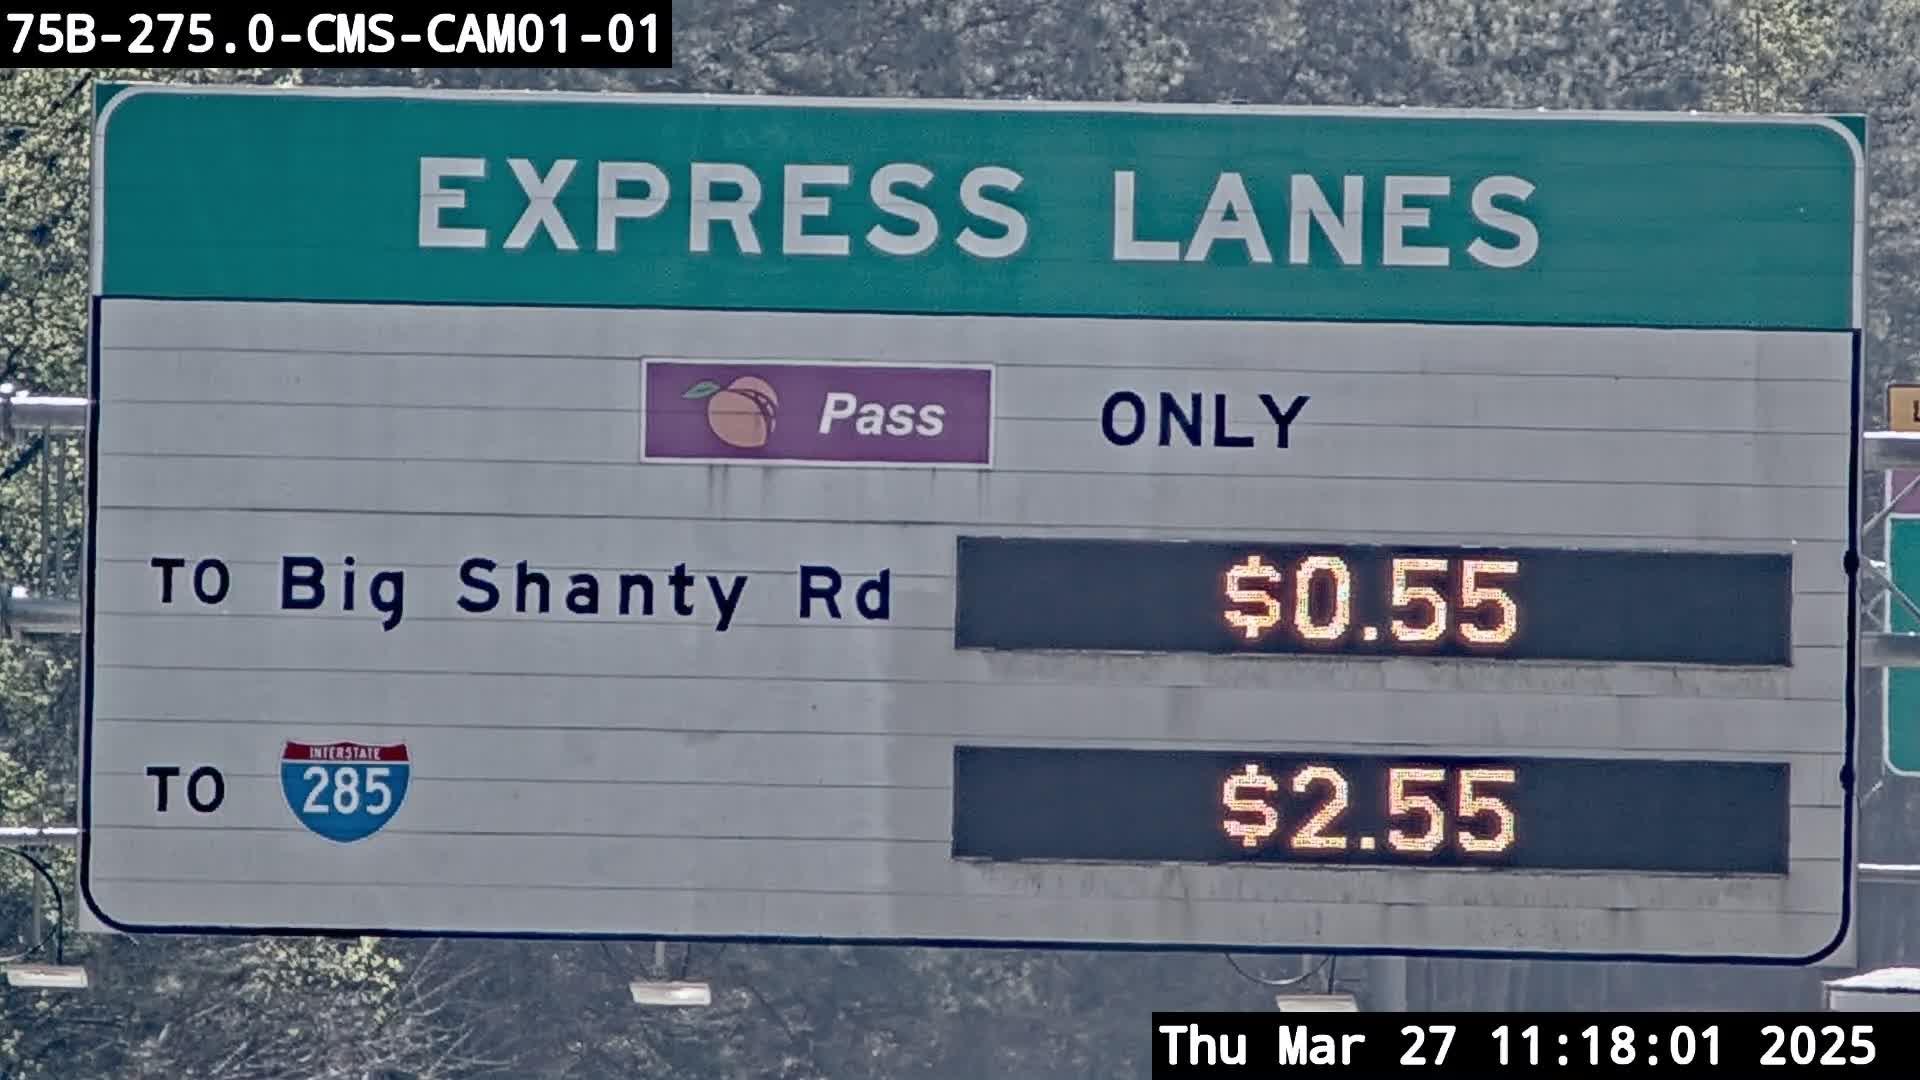 75B-275.0-CMS-CAM01-01
EXPRESS LANES
Pass ONLY
TO Big Shanty Rd $0.55
TO INTERSTATE 285 $2.55
Thu Mar 27 11:18:01 2025